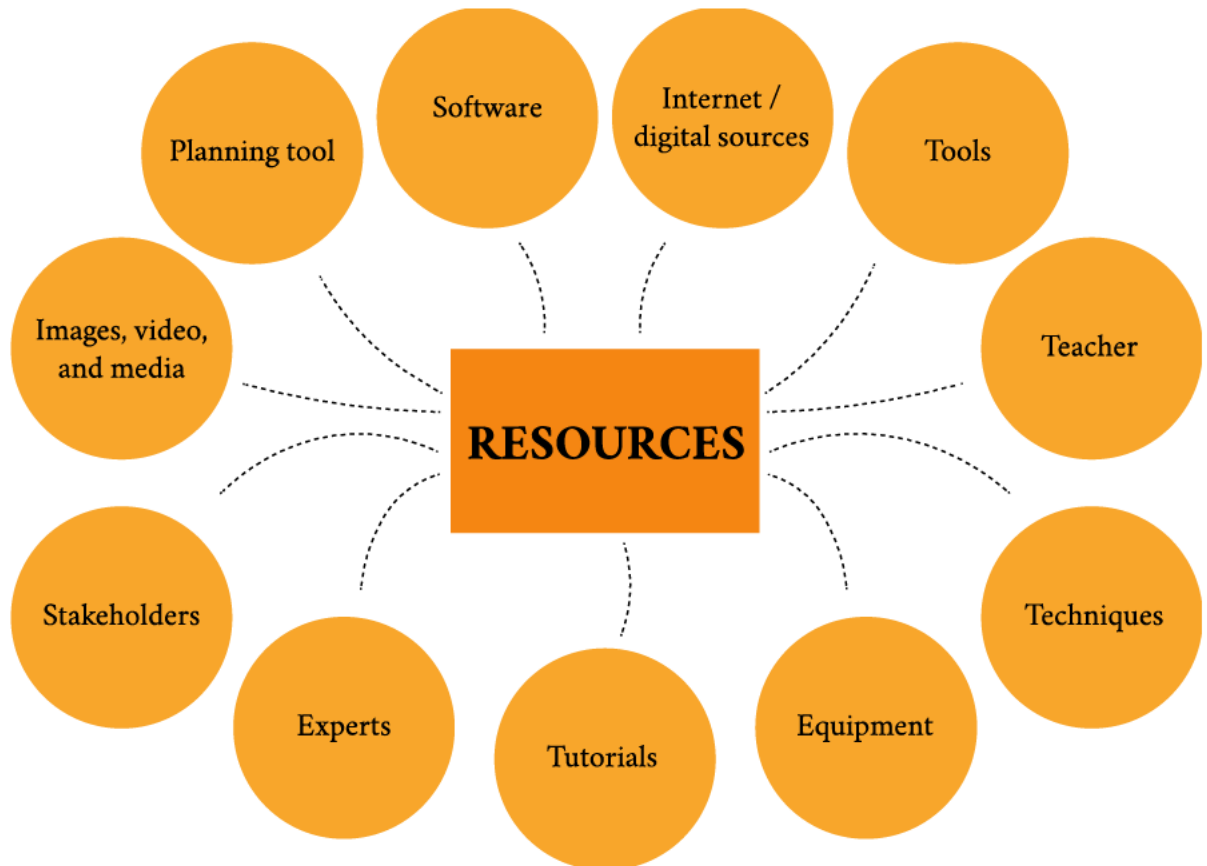 Software
Internet /
digital sources
Planning tool
Tools
Images, video,
and media
Teacher
RESOURCES
Stakeholders
Techniques
Experts
Equipment
Tutorials